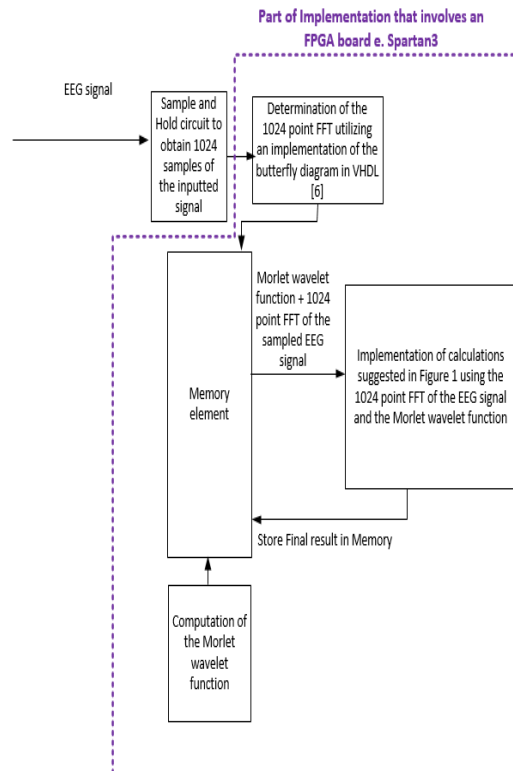 Part of Implementation that involves an
FPGA board e. Spartan3
EEG signal
Sample and
Hold circuit to
obtain 1024
samples of
the inputted
signal
Determination of the
1024 point FFT utilizing
an implementation of the
butterfly diagram in VHDL
[6]
Memory
element
Morlet wavelet
function + 1024
point FFT of the
sampled EEG
signal
Implementation of calculations
suggested in Figure 1 using the
1024 point FFT of the EEG signal
and the Morlet wavelet function
Store Final result in Memory
Computation of
the Morlet
wavelet
function